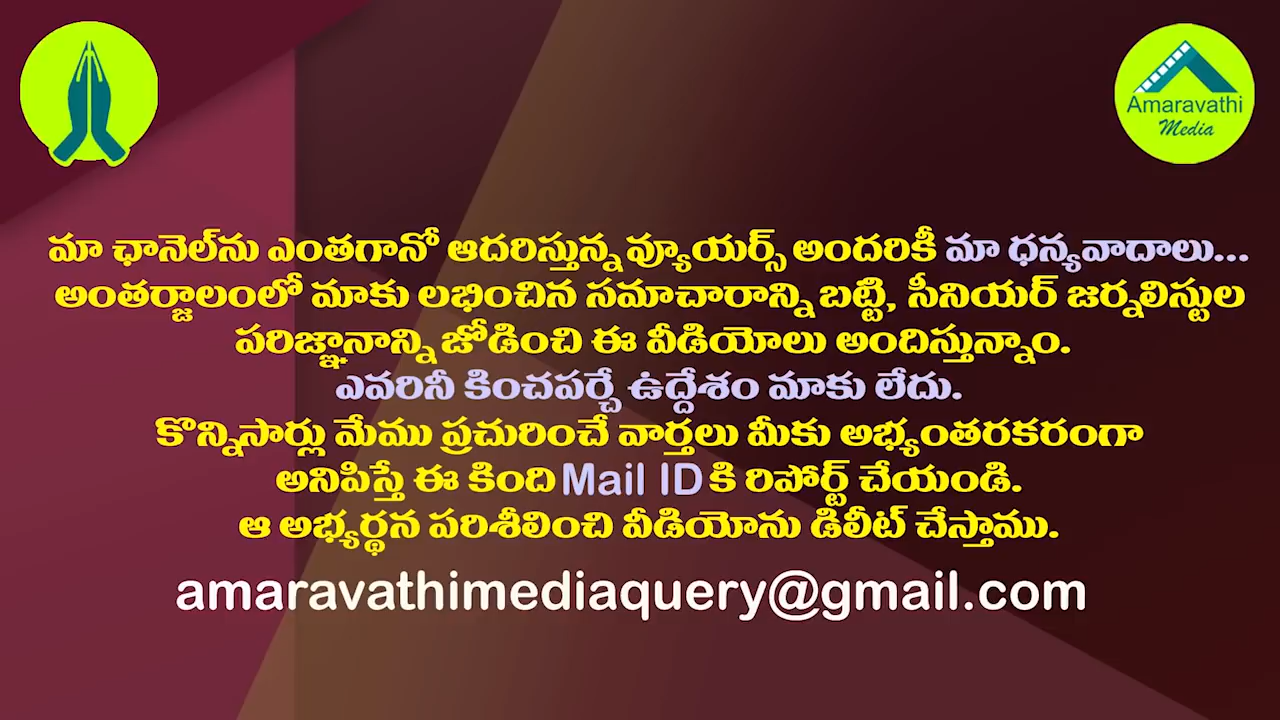 Amaravathi
Media
మా ఛానెల్‌ను ఎంతగానో ఆదరిస్తున్న వ్యూయర్స్ అందరికీ మా ధన్యవాదాలు...
అంతర్జాలంలో మాకు లభించిన సమాచారాన్ని బట్టి, సీనియర్ జర్నలిస్టుల
పరిజ్ఞానాన్ని జోడించి ఈ వీడియోలు అందిస్తున్నాం.
ఎవరినీ కించపర్చే ఉద్దేశం మాకు లేదు.
కొన్నిసార్లు మేము ప్రచురించే వార్తలు మీకు అభ్యంతరకరంగా
అనిపిస్తే ఈ కింది Mail ID కి రిపోర్ట్ చేయండి.
ఆ అభ్యర్థన పరిశీలించి వీడియోను డిలీట్ చేస్తాము.
amaravathimediaquery@gmail.com